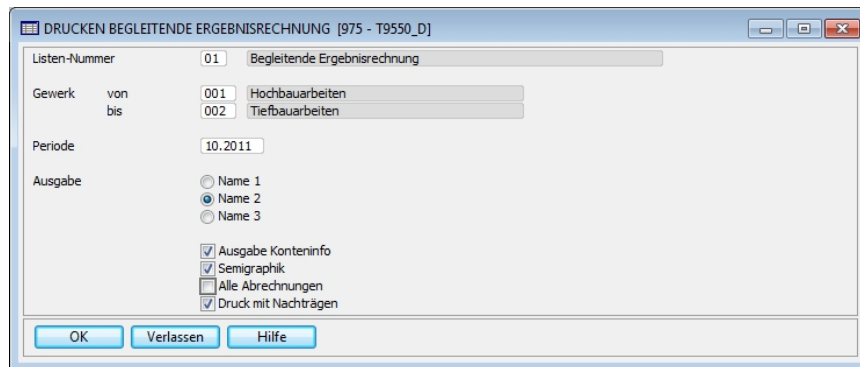 DRUCKEN BEGLEITENDE ERGEBNISRECHNUNG [975 - T9550_D]
Listen-Nummer 01 Begleitende Ergebnisrechnung
Gewerk von 001 Hochbauarbeiten
bis 002 Tiefbauarbeiten
Periode 10.2011
Ausgabe Name 1
Name 2
Name 3
Ausgabe Konteninfo
Semigraphik
Alle Abrechnungen
Druck mit Nachträgen
OK Verlassen Hilfe